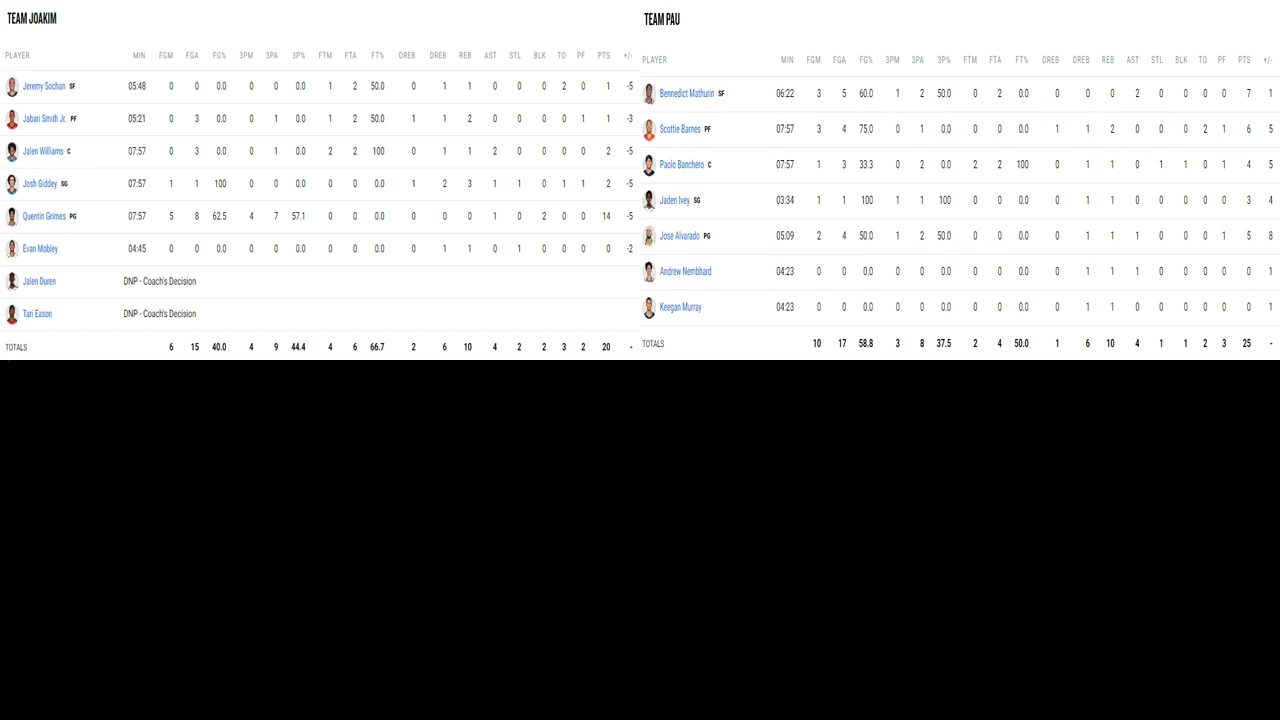 TEAM JOAKIM
PLAYER MIN FGM FGA FG% 3PM 3PA 3P% FTM FTA FT% OREB DREB REB AST STL BLK TO PF PTS +/-
Jeremy Sochan SF 05:48 0 0 0.0 0 0 0.0 1 2 50.0 0 1 1 0 0 0 2 0 1 -5
Jabari Smith Jr. PF 05:21 0 3 0.0 0 1 0.0 1 2 50.0 1 1 2 0 0 0 0 1 1 -3
Jalen Williams C 07:57 0 3 0.0 0 1 0.0 2 2 100 0 1 1 2 0 0 0 0 2 -5
Josh Giddey SG 07:57 1 1 100 0 0 0.0 0 0 0.0 1 2 3 1 1 0 1 1 2 -5
Quentin Grimes PG 07:57 5 8 62.5 4 7 57.1 0 0 0.0 0 0 0 1 0 2 0 0 14 -5
Evan Mobley 04:45 0 0 0.0 0 0 0.0 0 0 0.0 0 1 1 0 1 0 0 0 0 -2
Jalen Duren DNP - Coach's Decision
Tari Eason DNP - Coach's Decision
TOTALS 6 15 40.0 4 9 44.4 4 6 66.7 2 6 10 4 2 2 3 2 20 -
TEAM PAU
PLAYER MIN FGM FGA FG% 3PM 3PA 3P% FTM FTA FT% OREB DREB REB AST STL BLK TO PF PTS +/-
Bennedict Mathurin SF 06:22 3 5 60.0 1 2 50.0 0 2 0.0 0 0 0 2 0 0 0 0 7 1
Scottie Barnes PF 07:57 3 4 75.0 0 1 0.0 0 0 0.0 1 1 2 0 0 0 2 1 6 5
Paolo Banchero C 07:57 1 3 33.3 0 2 0.0 2 2 100 0 1 1 0 1 1 0 1 4 5
Jaden Ivey SG 03:34 1 1 100 1 1 100 0 0 0.0 0 1 1 0 0 0 0 0 3 4
Jose Alvarado PG 05:09 2 4 50.0 1 2 50.0 0 0 0.0 0 1 1 1 0 0 0 1 5 8
Andrew Nembhard 04:23 0 0 0.0 0 0 0.0 0 0 0.0 0 1 1 1 0 0 0 0 0 1
Keegan Murray 04:23 0 0 0.0 0 0 0.0 0 0 0.0 0 1 1 0 0 0 0 0 0 1
TOTALS 10 17 58.8 3 8 37.5 2 4 50.0 1 6 10 4 1 1 2 3 25 -